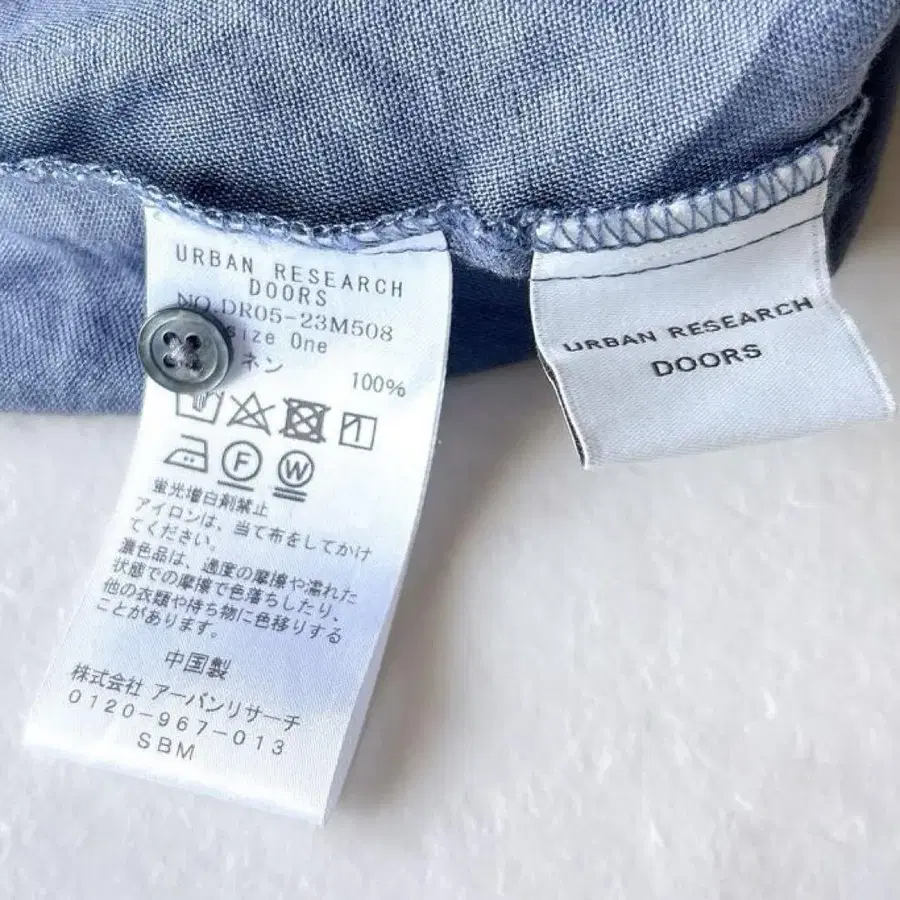 URBAN RESEARCH
DOORS
NO.DR05-23M508
Size One
ネン 100%
F W
蛍光増白剤禁止
アイロンは、当て布をしてかけ
てください。
濃色品は、過度の摩擦や濡れた
状態での摩擦で色落ちしたり、
他の衣類や持ち物に色移りする
ことがあります。
中国製
株式会社 アーバンリサーチ
0120-967-013
SBM
URBAN RESEARCH
DOORS